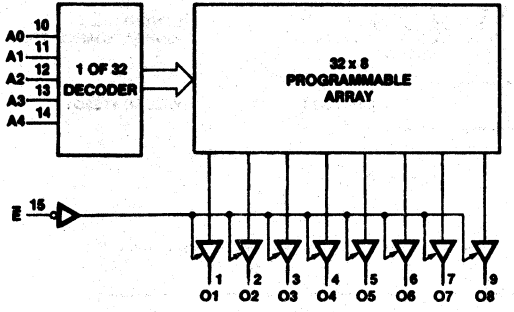 A0 10
A1 11
A2 12
A3 13
A4 14
1 OF 32
DECODER
32 x 8
PROGRAMMABLE
ARRAY
E̅ 15
1 2 3 4 5 6 7 9
O1 O2 O3 O4 O5 O6 O7 O8